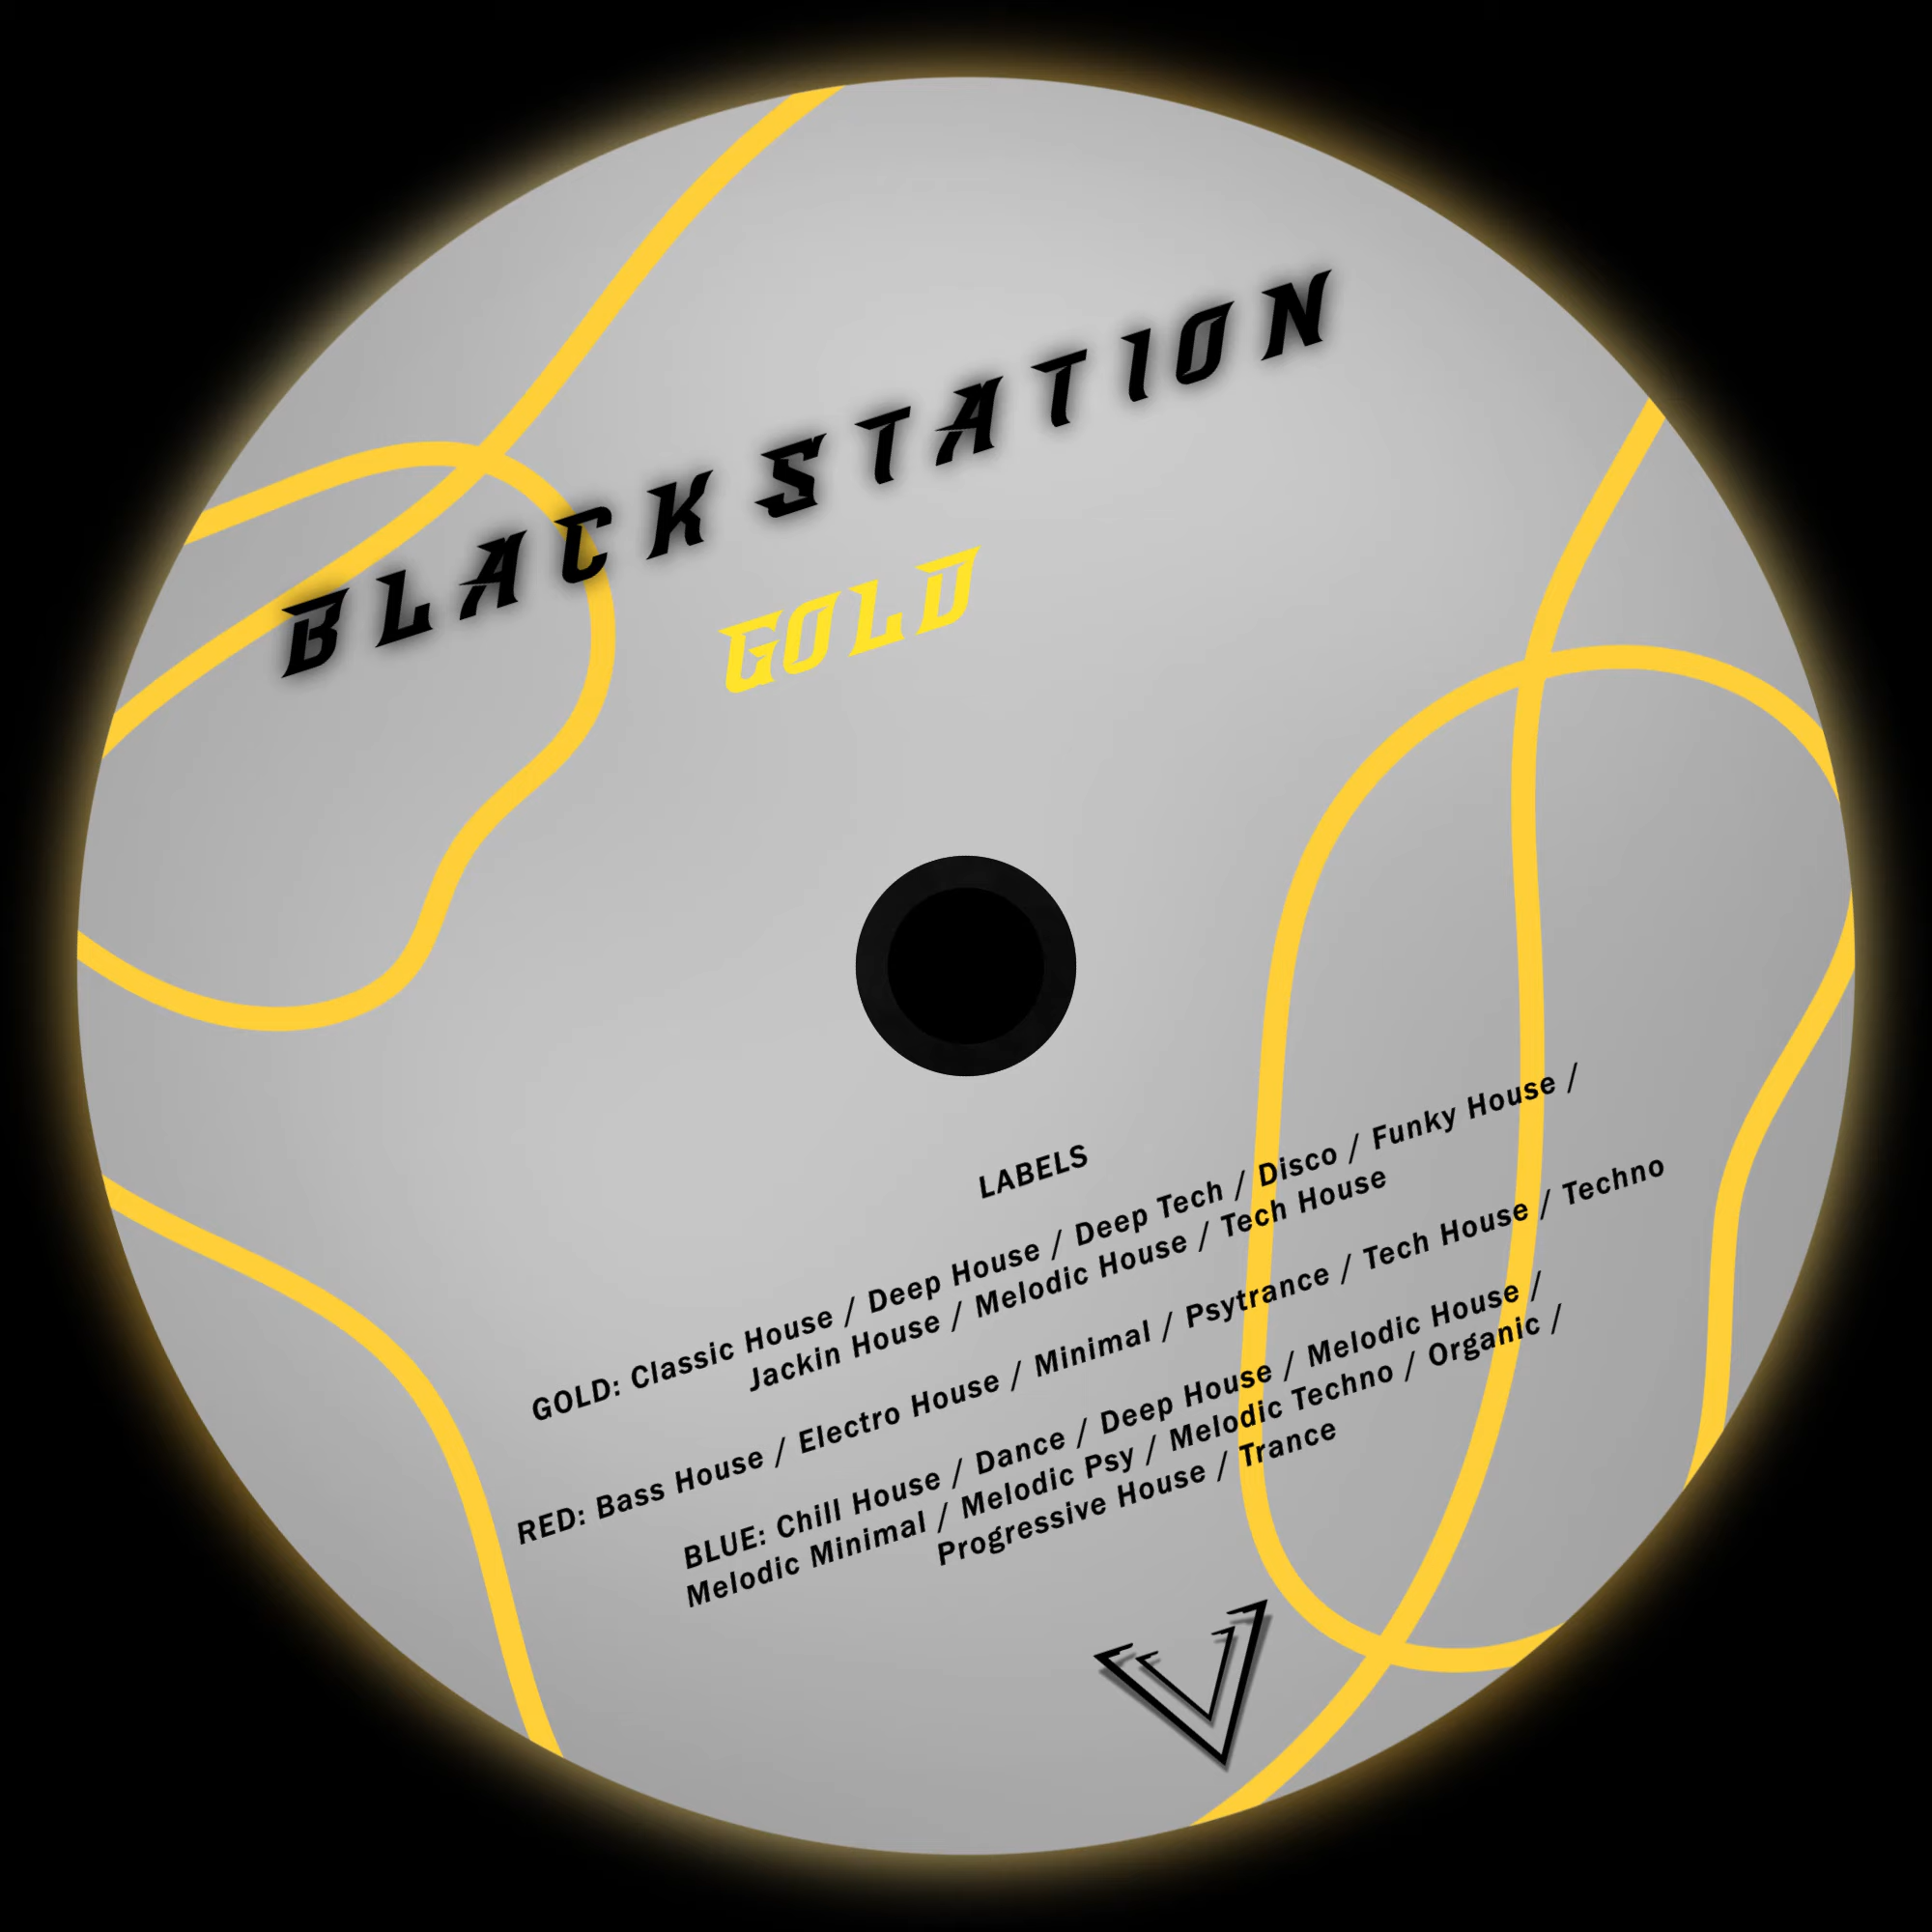 BLACK STATION
GOLD
LABELS
GOLD: Classic House / Deep House / Deep Tech / Disco / Funky House /
Jackin House / Melodic House / Tech House
RED: Bass House / Electro House / Minimal / Psytrance / Tech House / Techno
BLUE: Chill House / Dance / Deep House / Melodic House /
Melodic Minimal / Melodic Psy / Melodic Techno / Organic /
Progressive House / Trance